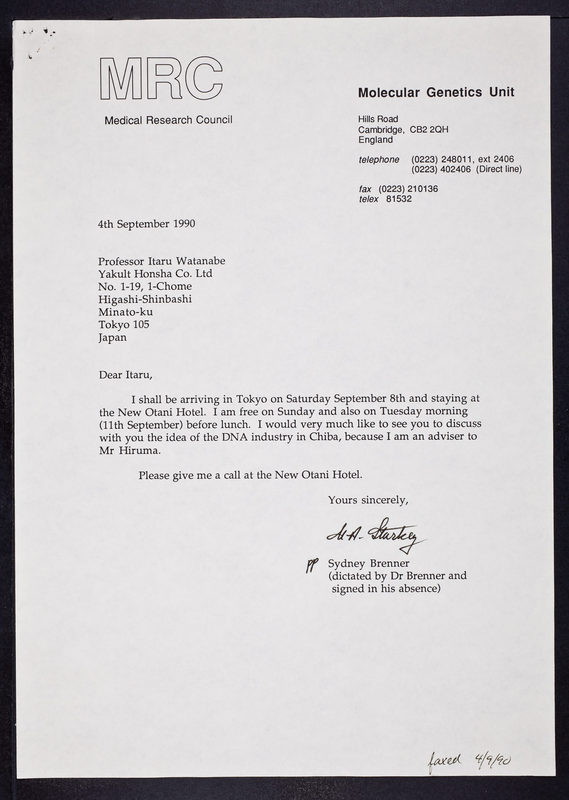 MRC
Medical Research Council
Molecular Genetics Unit
Hills Road
Cambridge, CB2 2QH
England
telephone (0223) 248011, ext 2406
(0223) 402406 (Direct line)
fax (0223) 210136
telex 81532
4th September 1990
Professor Itaru Watanabe
Yakult Honsha Co. Ltd
No. 1-19, 1-Chome
Higashi-Shinbashi
Minato-ku
Tokyo 105
Japan
Dear Itaru,
I shall be arriving in Tokyo on Saturday September 8th and staying at
the New Otani Hotel. I am free on Sunday and also on Tuesday morning
(11th September) before lunch. I would very much like to see you to discuss
with you the idea of the DNA industry in Chiba, because I am an adviser to
Mr Hiruma.
Please give me a call at the New Otani Hotel.
Yours sincerely,
M.A. Starkey
pp Sydney Brenner
(dictated by Dr Brenner and
signed in his absence)
faxed 4/9/90